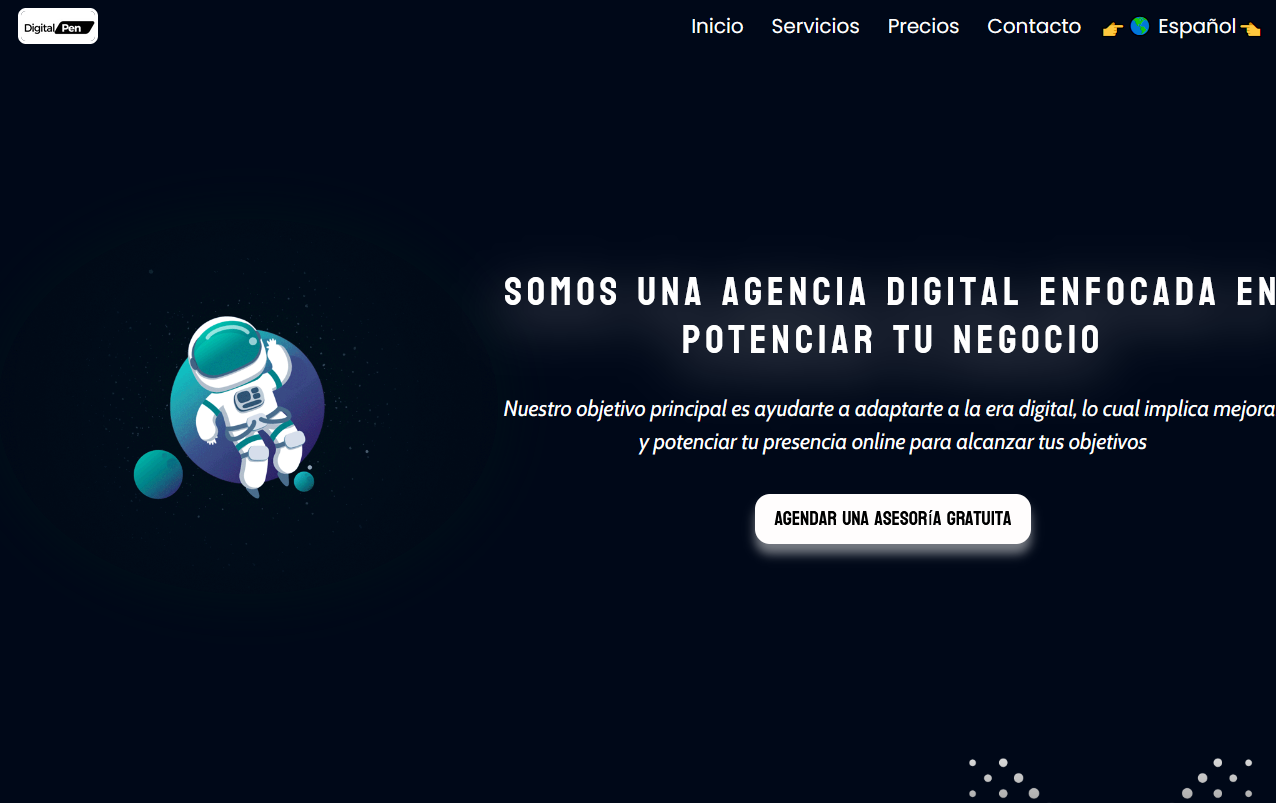 Digital Pen
Inicio Servicios Precios Contacto 👉 🌎 Español 👈
SOMOS UNA AGENCIA DIGITAL ENFOCADA EN
POTENCIAR TU NEGOCIO
Nuestro objetivo principal es ayudarte a adaptarte a la era digital, lo cual implica mejora
y potenciar tu presencia online para alcanzar tus objetivos
AGENDAR UNA ASESORÍA GRATUITA